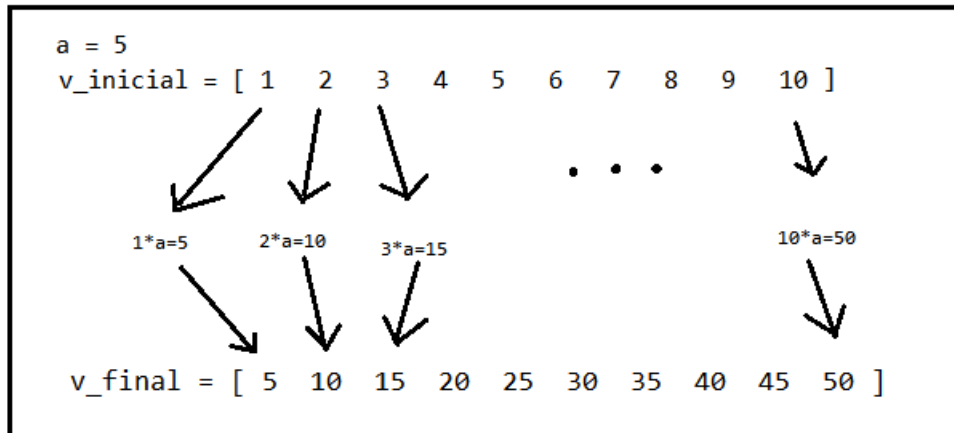 a = 5
v_inicial = [ 1 2 3 4 5 6 7 8 9 10 ]
1*a=5 2*a=10 3*a=15 10*a=50
v_final = [ 5 10 15 20 25 30 35 40 45 50 ]